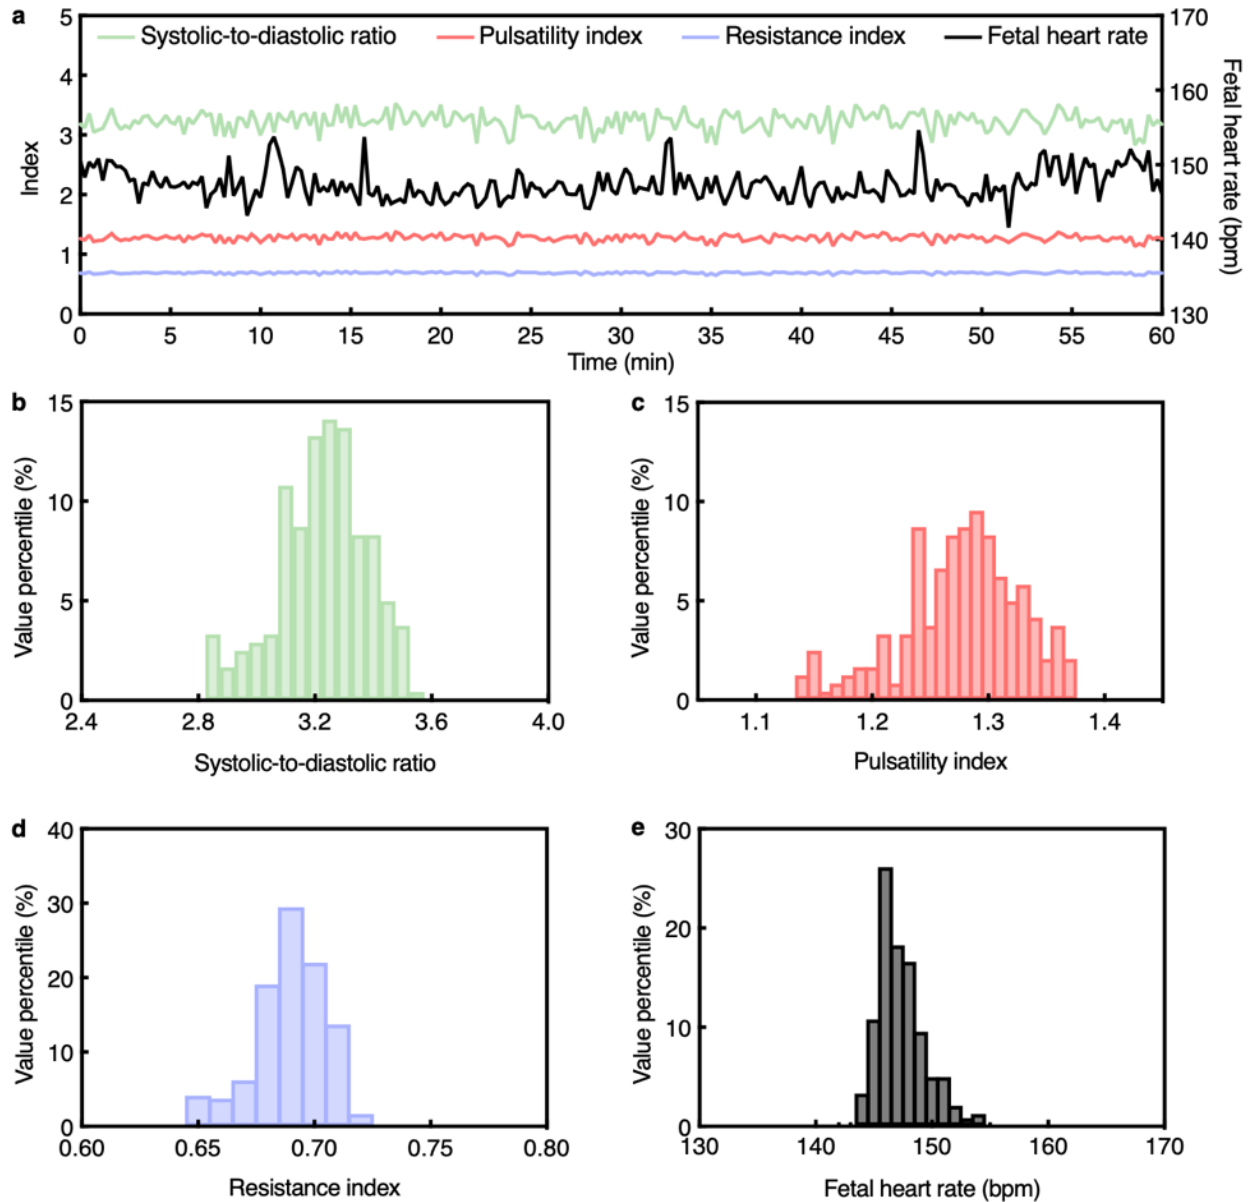 a
5
4
3
2
1
0
Index
Systolic-to-diastolic ratio
Pulsatility index
Resistance index
Fetal heart rate
170
160
150
140
130
Fetal heart rate (bpm)
0 5 10 15 20 25 30 35 40 45 50 55 60
Time (min)
b
15
10
5
0
Value percentile (%)
2.4 2.8 3.2 3.6 4.0
Systolic-to-diastolic ratio
c
15
10
5
0
Value percentile (%)
1.1 1.2 1.3 1.4
Pulsatility index
d
40
30
20
10
0
Value percentile (%)
0.60 0.65 0.70 0.75 0.80
Resistance index
e
30
20
10
0
Value percentile (%)
130 140 150 160 170
Fetal heart rate (bpm)